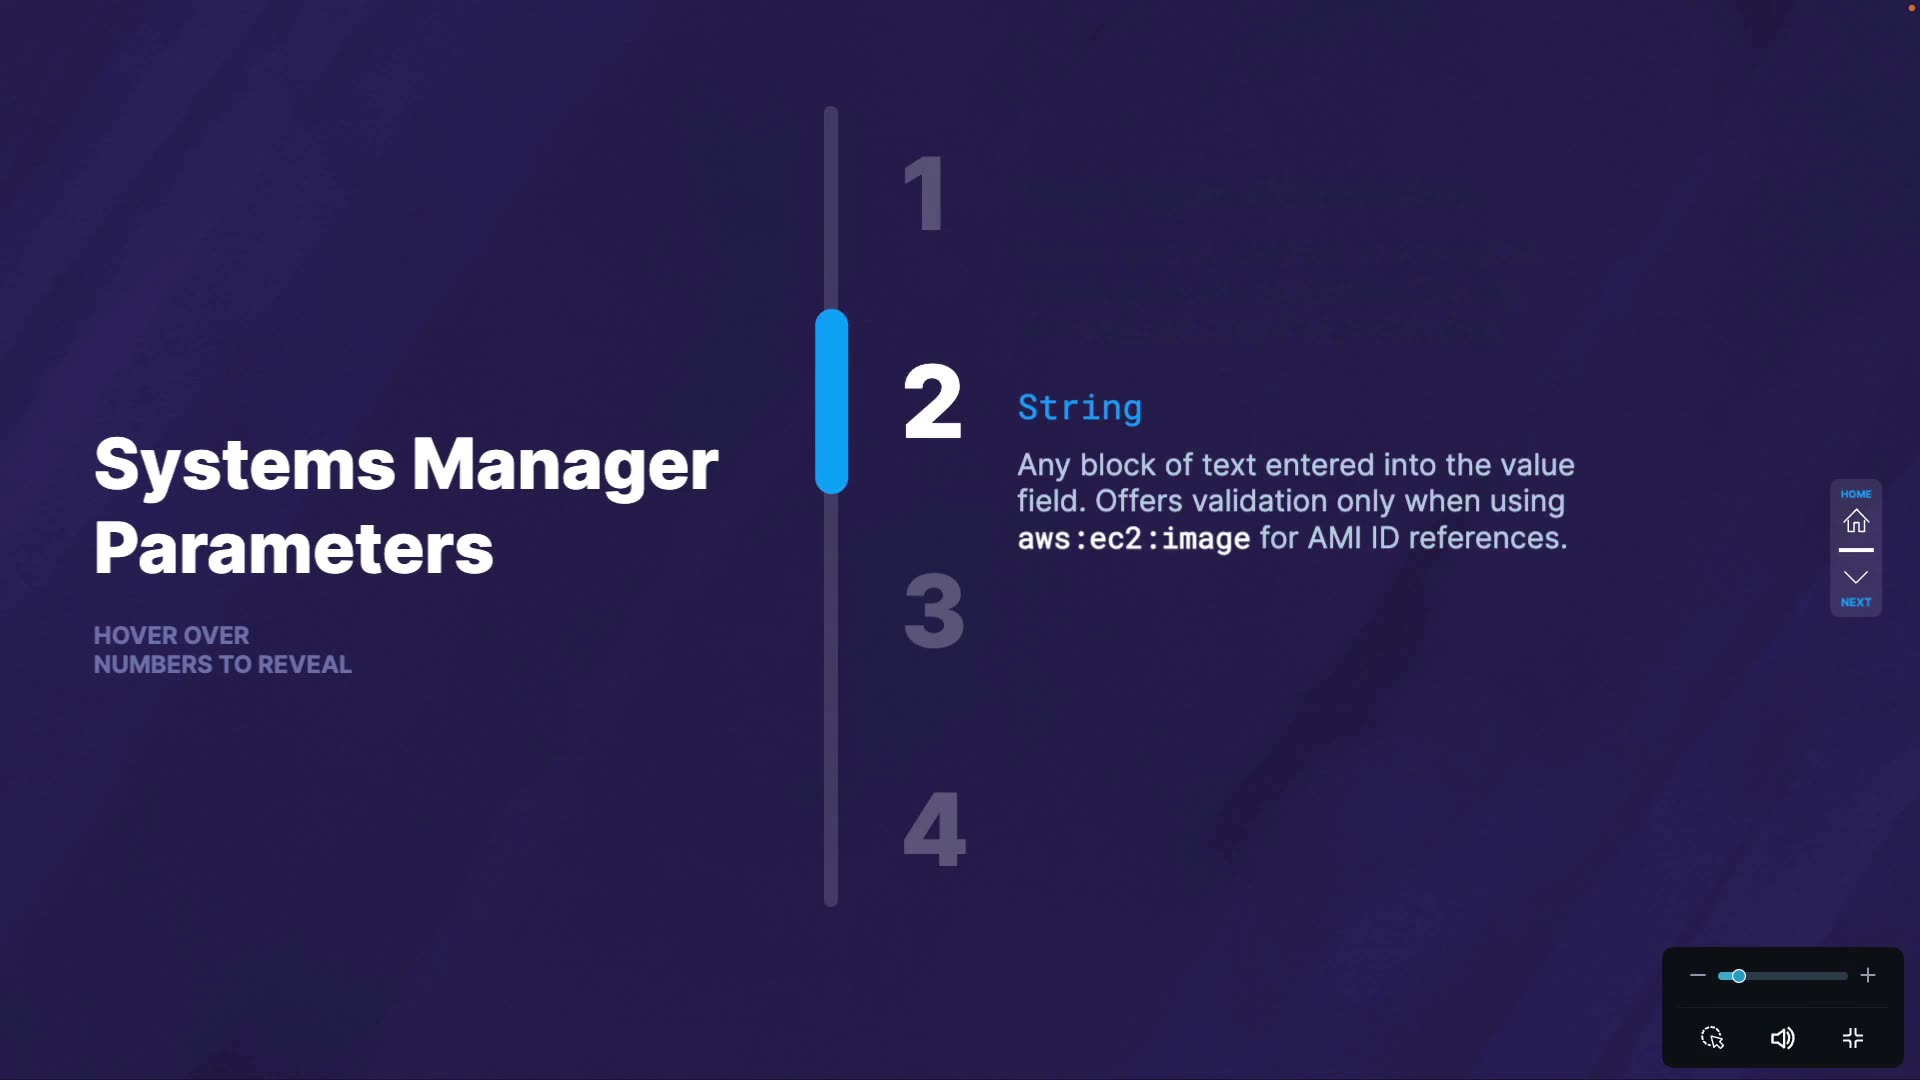 Systems Manager
Parameters
HOVER OVER
NUMBERS TO REVEAL
1
2
String
Any block of text entered into the value
field. Offers validation only when using
aws:ec2:image for AMI ID references.
3
4
HOME
NEXT